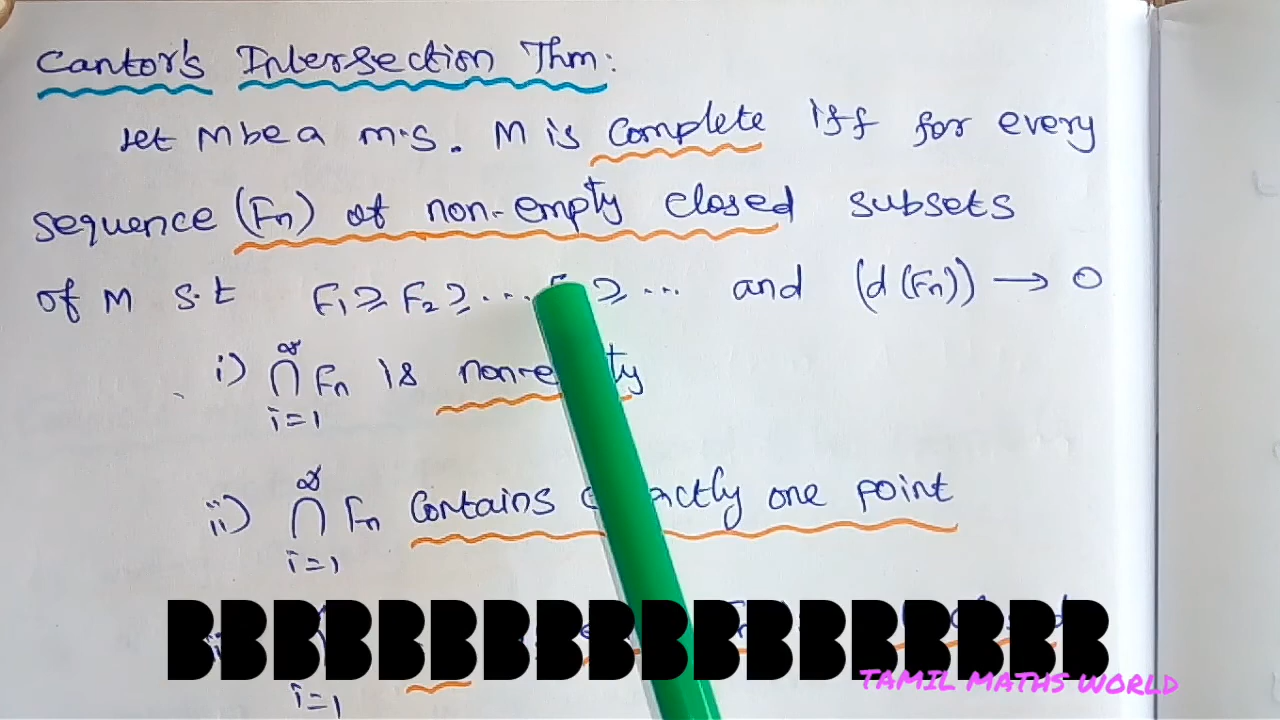 Cantor's Intersection Thm:
Let M be a m.s. M is Complete iff for every
sequence (Fn) of non-empty closed subsets
of M s.t F₁ ≥ F₂ ≥ ... ≥ ... and (d(Fn)) → 0
i) ∞ ∩ i=1 Fn is
ii) ∞ ∩ i=1 Fn Contains one point
i=1
BBBBBBBBBBBBBBBBBB
TAMIL MATHS WORLD